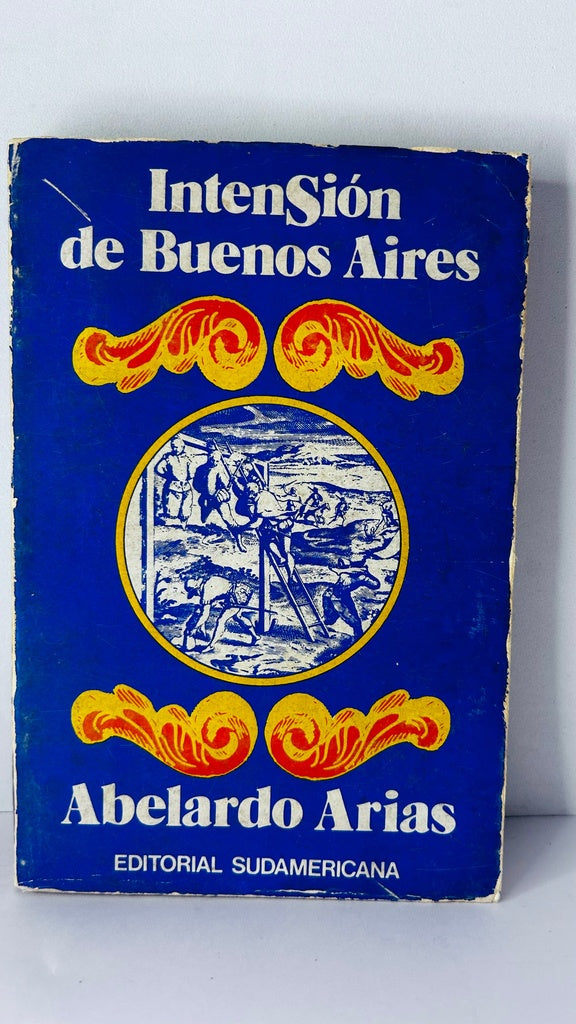 IntenSión
de Buenos Aires
Abelardo Arias
EDITORIAL SUDAMERICANA